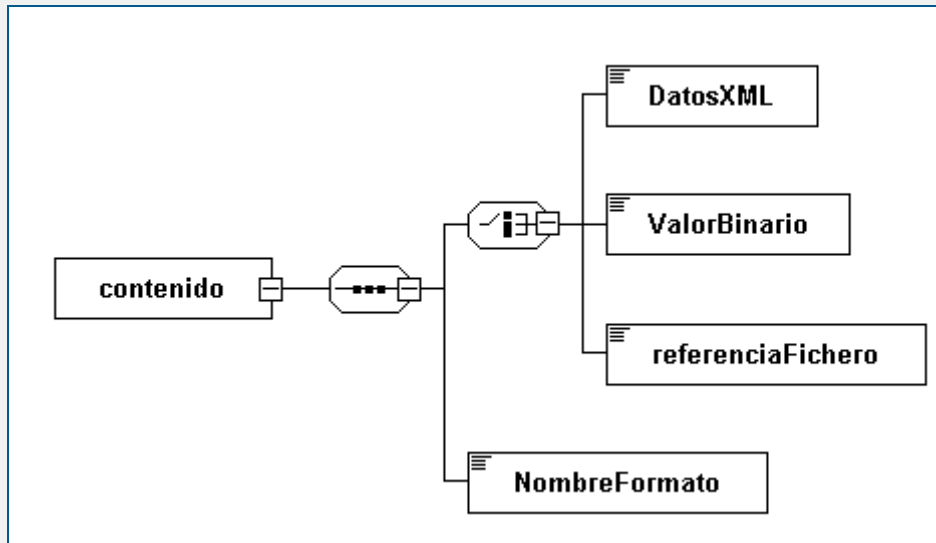 DatosXML
ValorBinario
contenido
referenciaFichero
NombreFormato